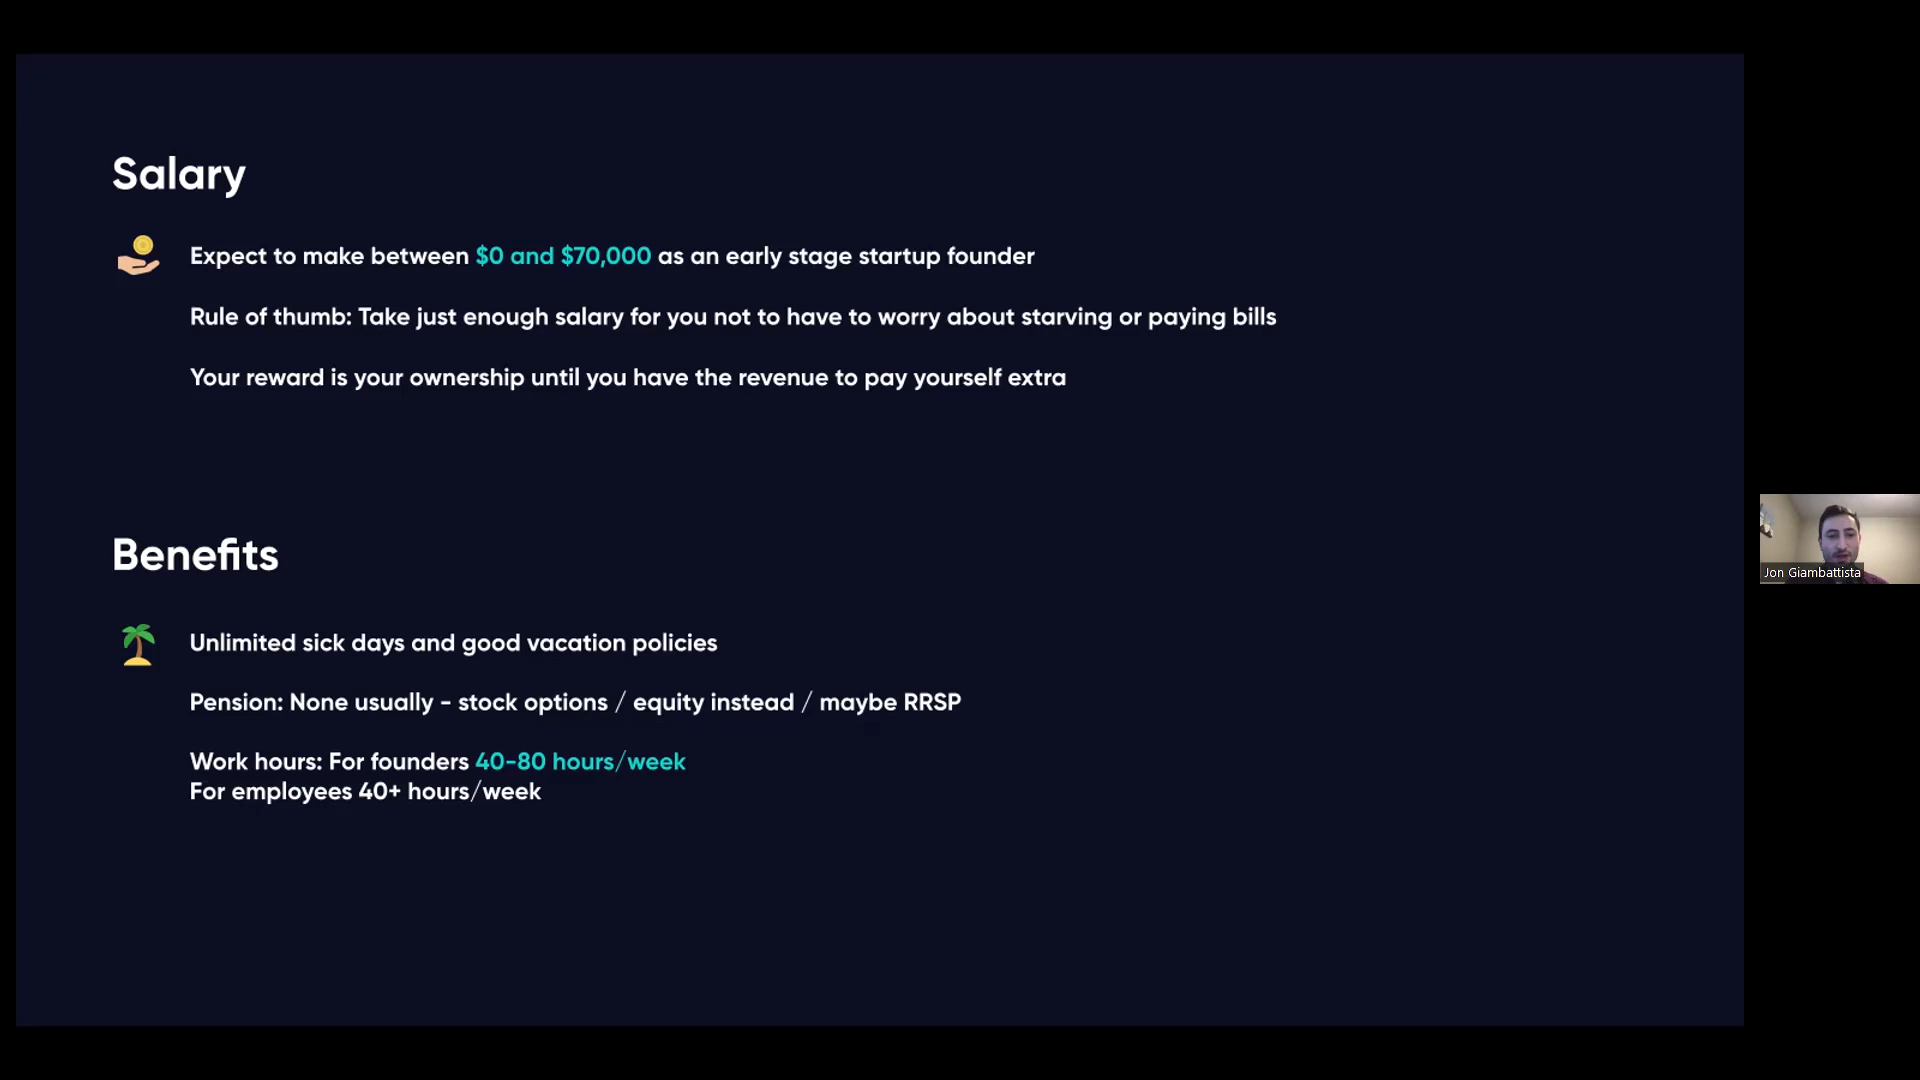 Salary
Expect to make between $0 and $70,000 as an early stage startup founder
Rule of thumb: Take just enough salary for you not to have to worry about starving or paying bills
Your reward is your ownership until you have the revenue to pay yourself extra
Benefits
Unlimited sick days and good vacation policies
Pension: None usually - stock options / equity instead / maybe RRSP
Work hours: For founders 40-80 hours/week
For employees 40+ hours/week
Jon Giambattista